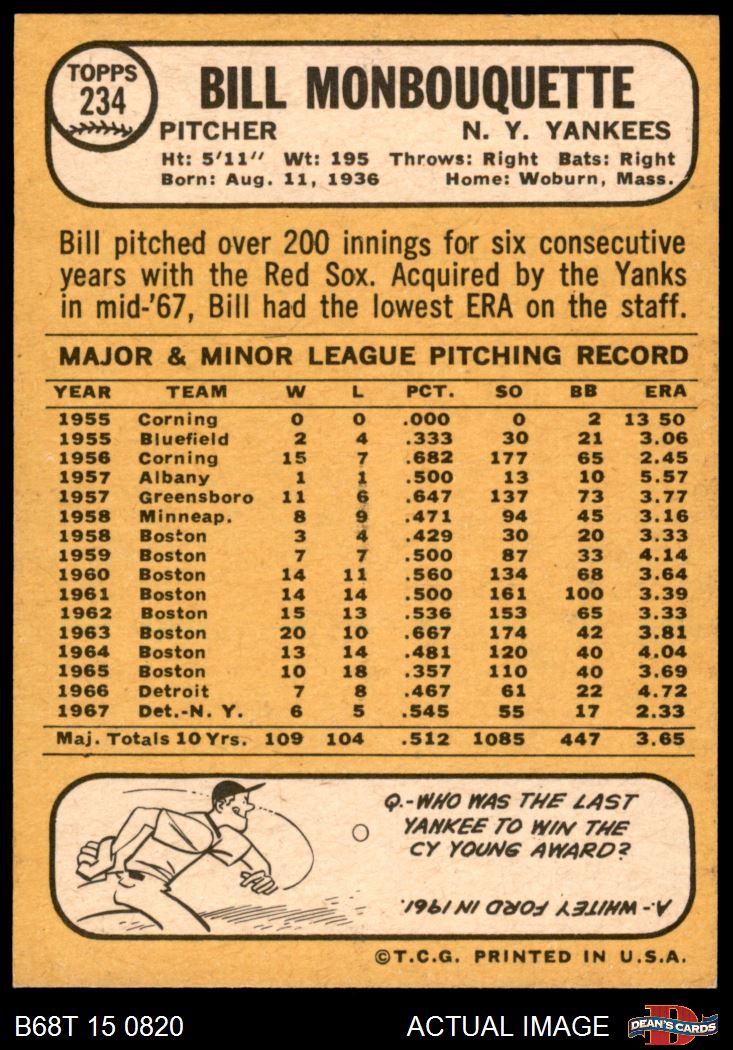 TOPPS
234
BILL MONBOUQUETTE
PITCHER N. Y. YANKEES
Ht: 5'11" Wt: 195 Throws: Right Bats: Right
Born: Aug. 11, 1936 Home: Woburn, Mass.
Bill pitched over 200 innings for six consecutive
years with the Red Sox. Acquired by the Yanks
in mid-'67, Bill had the lowest ERA on the staff.
MAJOR & MINOR LEAGUE PITCHING RECORD
YEAR TEAM W L PCT. SO BB ERA
1955 Corning 0 0 .000 0 2 13 50
1955 Bluefield 2 4 .333 30 21 3.06
1956 Corning 15 7 .682 177 65 2.45
1957 Albany 1 1 .500 13 10 5.57
1957 Greensboro 11 6 .647 137 73 3.77
1958 Minneap. 8 9 .471 94 45 3.16
1958 Boston 3 4 .429 30 20 3.33
1959 Boston 7 7 .500 87 33 4.14
1960 Boston 14 11 .560 134 68 3.64
1961 Boston 14 14 .500 161 100 3.39
1962 Boston 15 13 .536 153 65 3.33
1963 Boston 20 10 .667 174 42 3.81
1964 Boston 13 14 .481 120 40 4.04
1965 Boston 10 18 .357 110 40 3.69
1966 Detroit 7 8 .467 61 22 4.72
1967 Det.-N. Y. 6 5 .545 55 17 2.33
Maj. Totals 10 Yrs. 109 104 .512 1085 447 3.65
Q.-WHO WAS THE LAST
YANKEE TO WIN THE
CY YOUNG AWARD?
A.-WHITEY FORD IN 1961.
©T.C.G. PRINTED IN U.S.A.
B68T 15 0820 ACTUAL IMAGE
D
DEAN'S CARDS